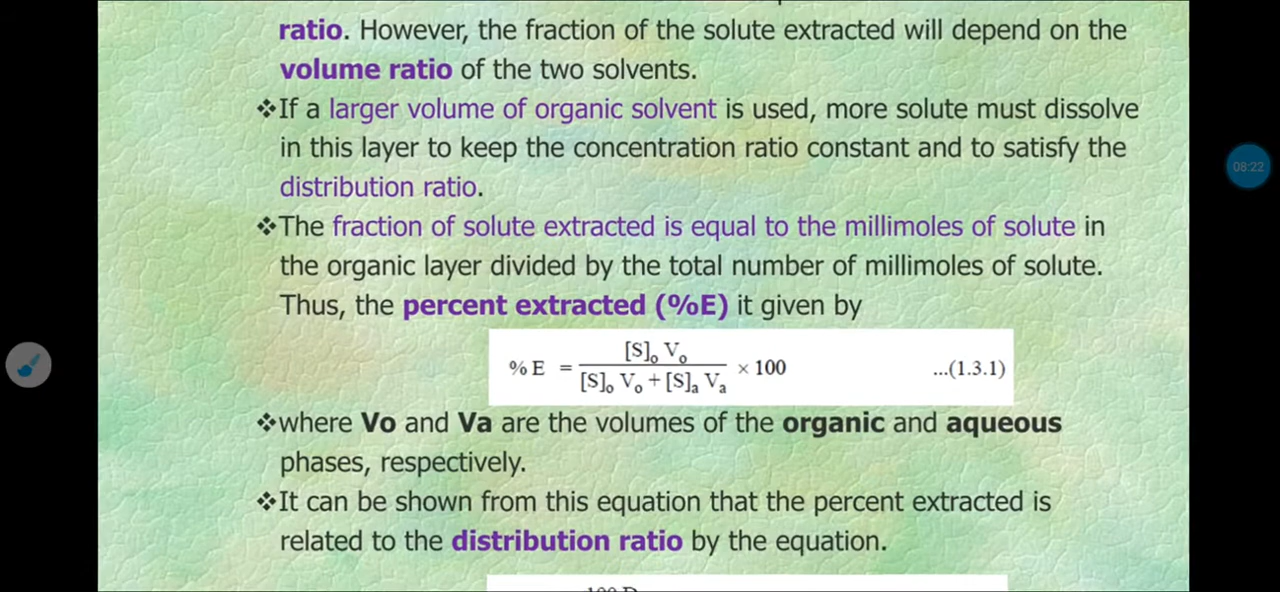 ratio. However, the fraction of the solute extracted will depend on the
volume ratio of the two solvents.
❖If a larger volume of organic solvent is used, more solute must dissolve
in this layer to keep the concentration ratio constant and to satisfy the
distribution ratio.
❖The fraction of solute extracted is equal to the millimoles of solute in
the organic layer divided by the total number of millimoles of solute.
Thus, the percent extracted (%E) it given by
% E = [S]o Vo / [S]o Vo + [S]a Va × 100 ...(1.3.1)
❖where Vo and Va are the volumes of the organic and aqueous
phases, respectively.
❖It can be shown from this equation that the percent extracted is
related to the distribution ratio by the equation.
08:22